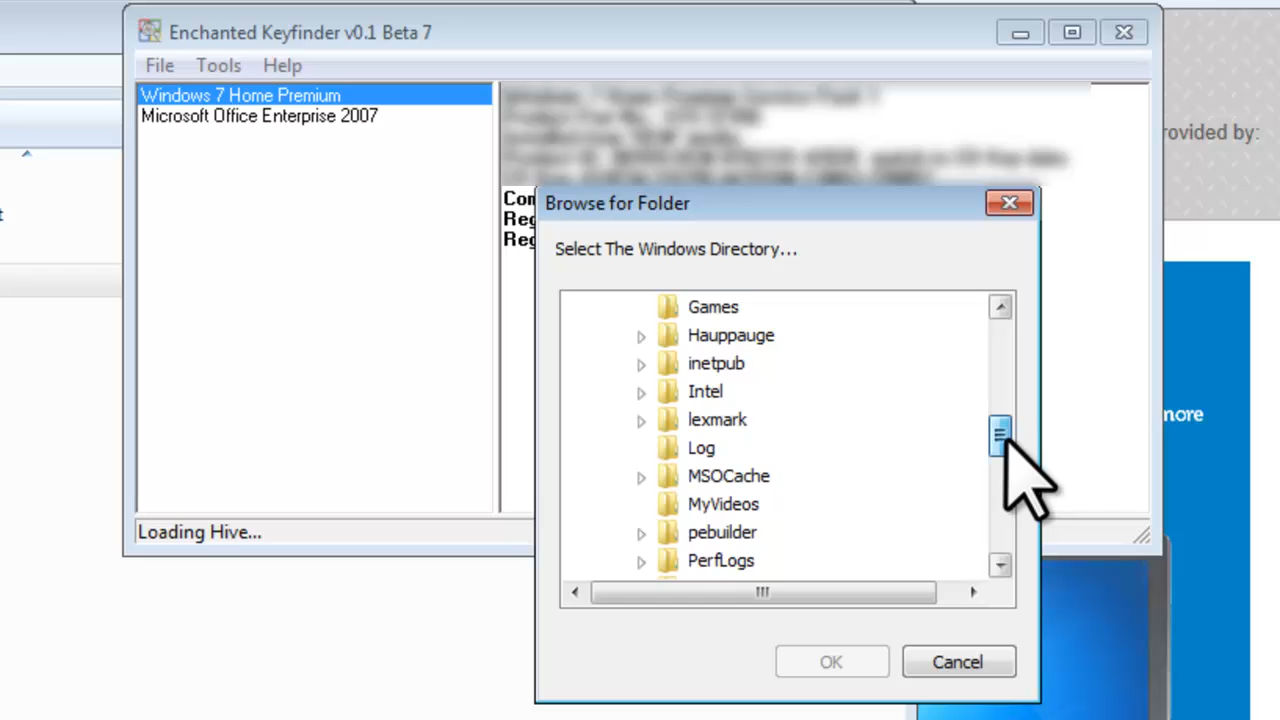 Enchanted Keyfinder v0.1 Beta 7
File Tools Help
Windows 7 Home Premium
Microsoft Office Enterprise 2007
rovided by:
Browse for Folder
Select The Windows Directory...
Games
Hauppauge
inetpub
Intel
lexmark
Log
MSOCache
MyVideos
pebuilder
PerfLogs
more
Loading Hive...
OK
Cancel